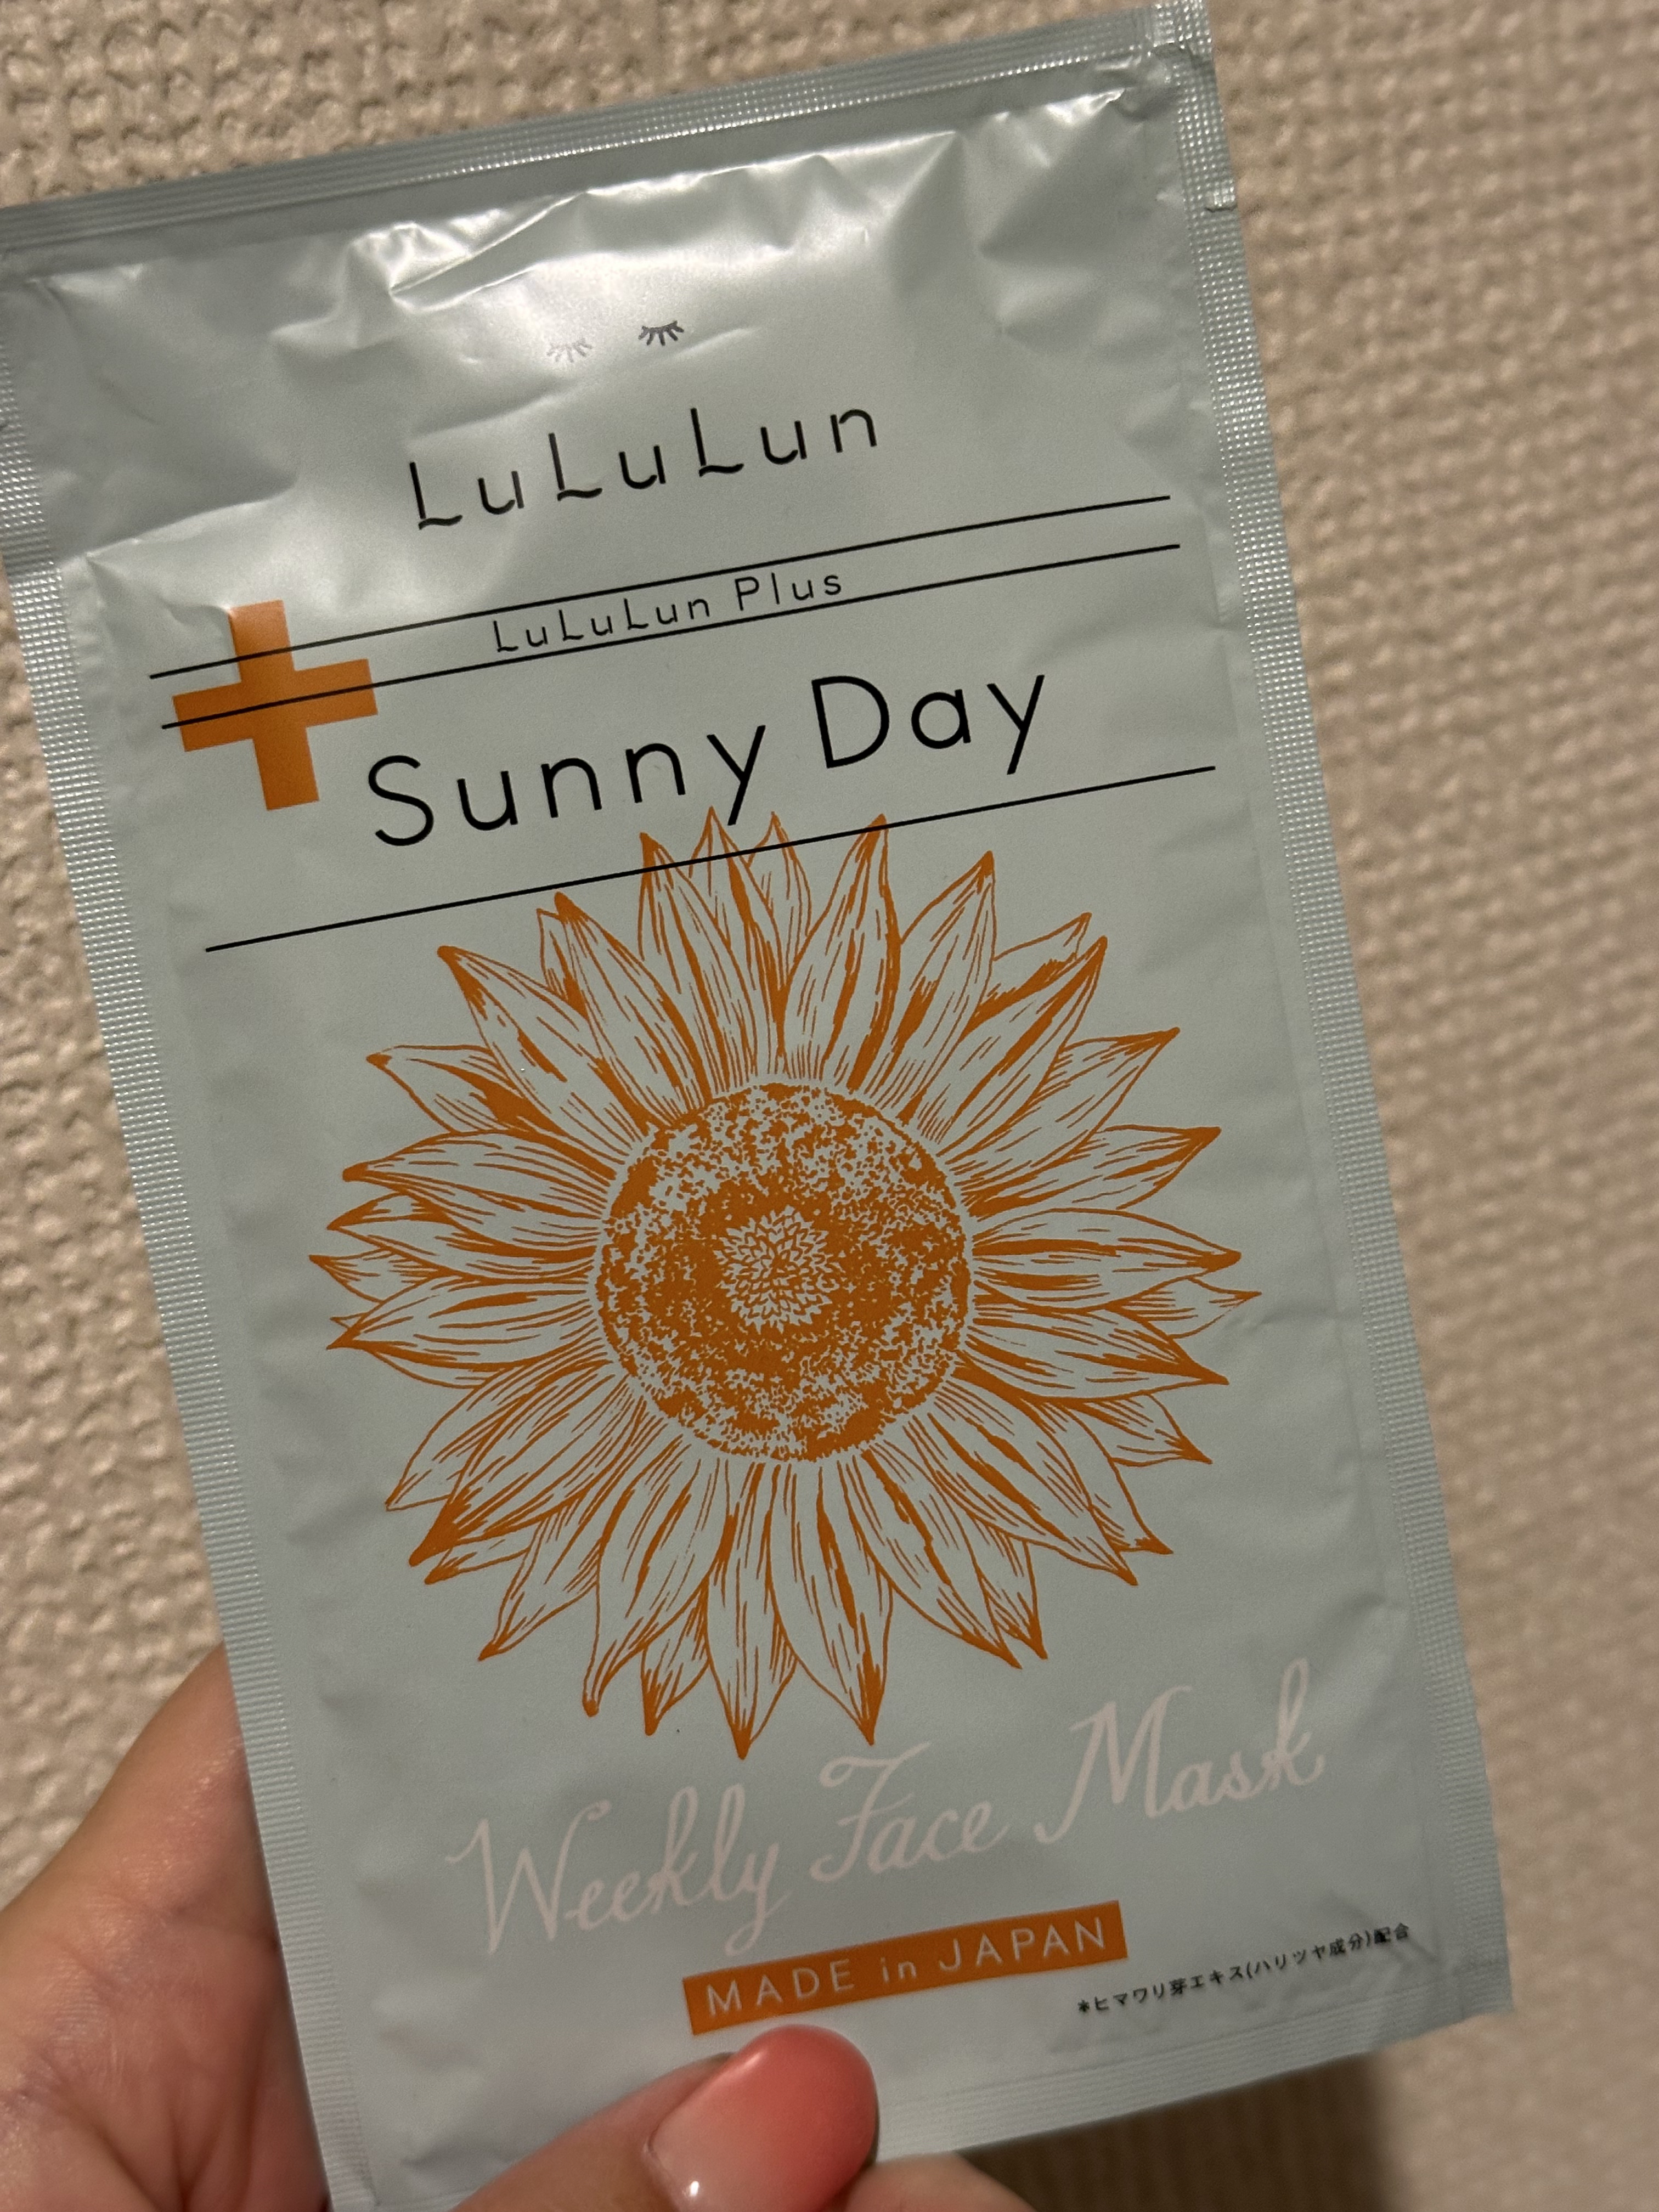 LuLuLun
LuLuLun Plus
Sunny Day
Weekly Face Mask
MADE in JAPAN
*ヒマワリ芽エキス(ハリツヤ成分)配合